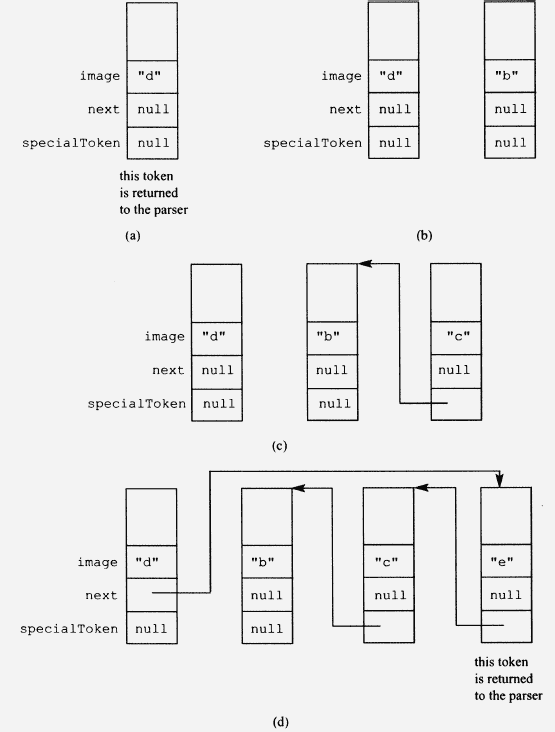 image "d"
next null
specialToken null
this token
is returned
to the parser
(a)
image "d" "b"
next null null
specialToken null null
(b)
image "d" "b" "c"
next null null null
specialToken null null
(c)
image "d" "b" "c" "e"
next null null null
specialToken null null
this token
is returned
to the parser
(d)